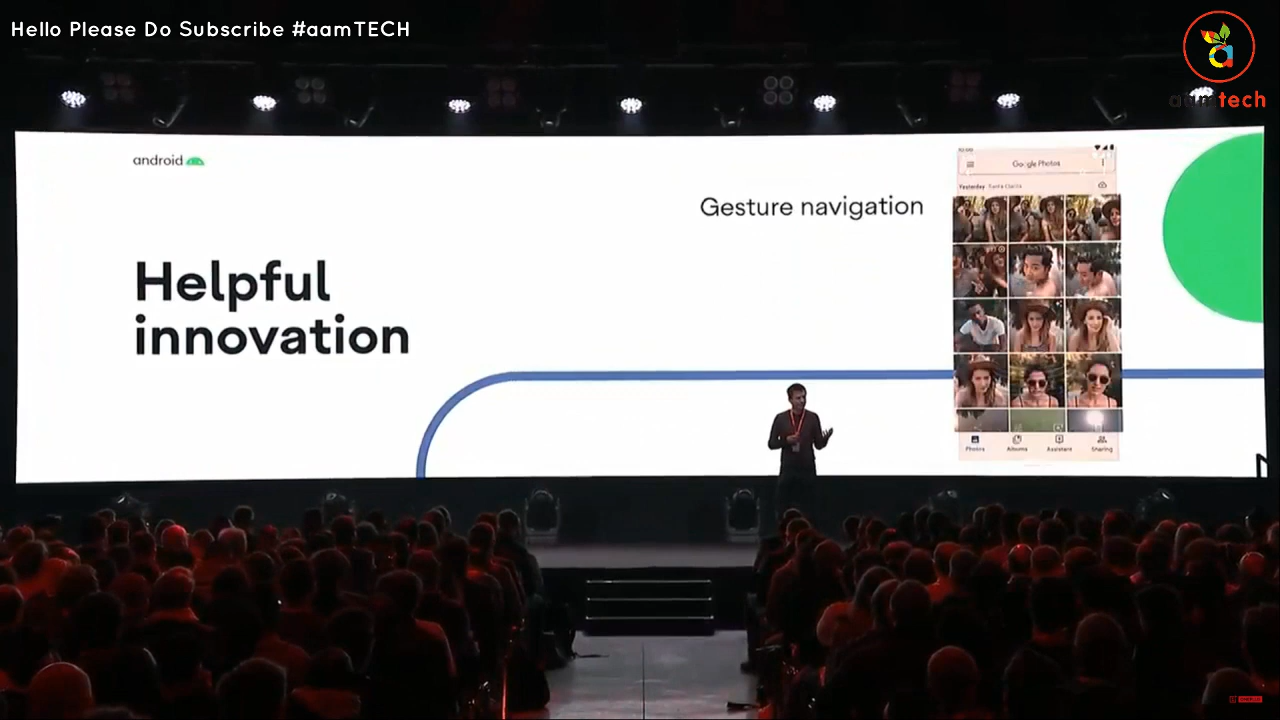 Hello Please Do Subscribe #aamTECH
a
aamtech
android
Gesture navigation
Helpful
innovation
Google Photos
Yesterday
Photos
Albums
Assistant
Sharing